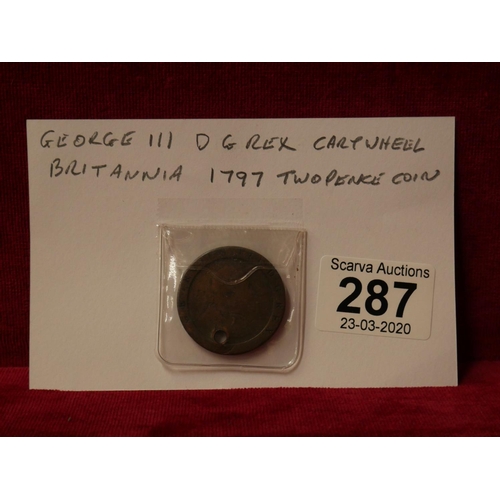 GEORGE III D G REX CARTWHEEL
BRITANNIA 1797 TWOPENCE COIN
Scarva Auctions
287
23-03-2020